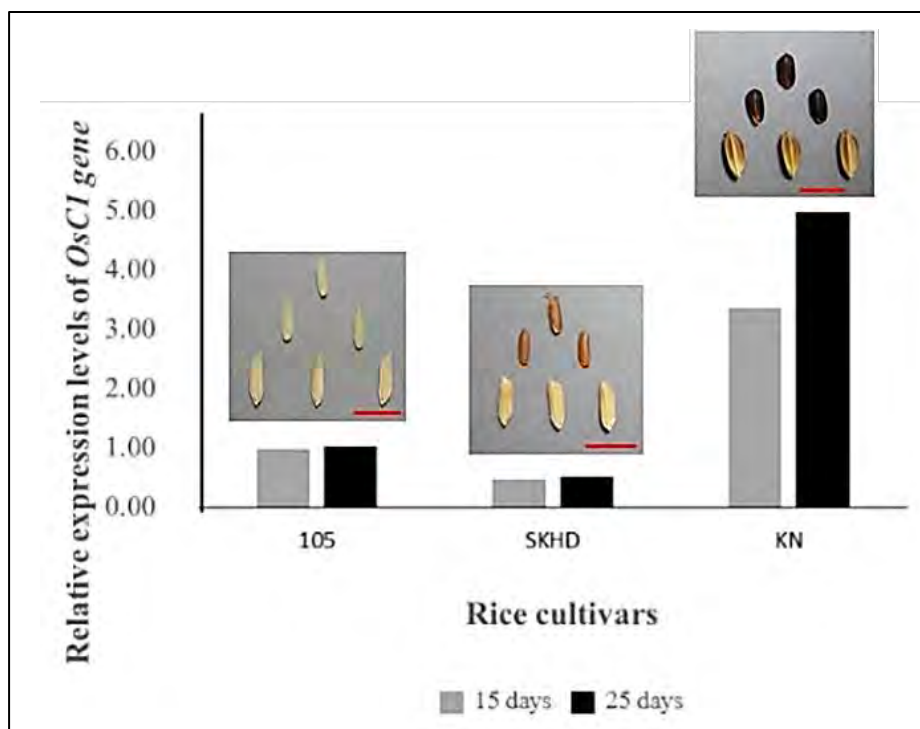 Relative expression levels of OsC1 gene
6.00
5.00
4.00
3.00
2.00
1.00
0.00
105 SKHD KN
Rice cultivars
15 days 25 days